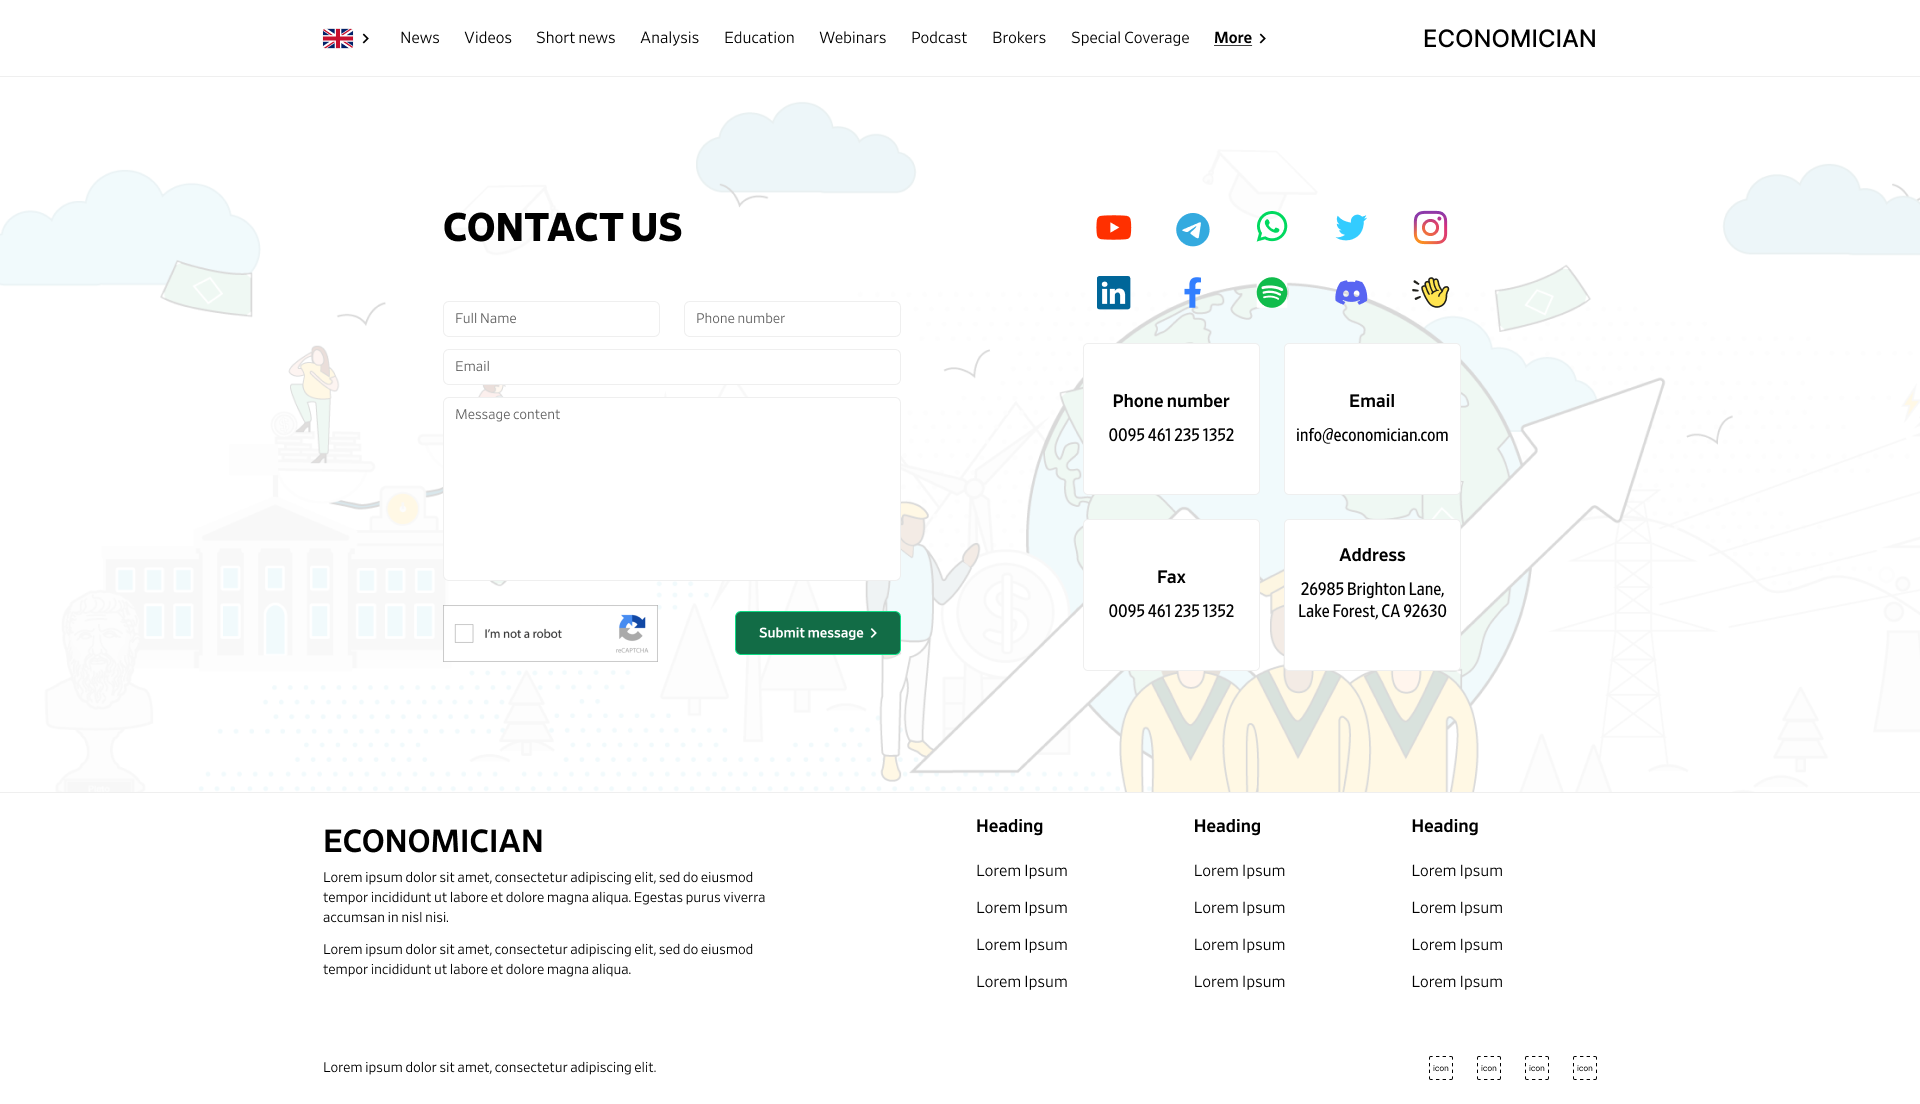 News Videos Short news Analysis Education Webinars Podcast Brokers Special Coverage More
ECONOMICIAN
CONTACT US
Full Name
Phone number
Email
Message content
I'm not a robot
reCAPTCHA
Submit message
Phone number
0095 461 235 1352
Email
info@economician.com
Fax
0095 461 235 1352
Address
26985 Brighton Lane,
Lake Forest, CA 92630
ECONOMICIAN
Lorem ipsum dolor sit amet, consectetur adipiscing elit, sed do eiusmod
tempor incididunt ut labore et dolore magna aliqua. Egestas purus viverra
accumsan in nisl nisi.
Lorem ipsum dolor sit amet, consectetur adipiscing elit, sed do eiusmod
tempor incididunt ut labore et dolore magna aliqua.
Heading
Lorem Ipsum
Lorem Ipsum
Lorem Ipsum
Lorem Ipsum
Heading
Lorem Ipsum
Lorem Ipsum
Lorem Ipsum
Lorem Ipsum
Heading
Lorem Ipsum
Lorem Ipsum
Lorem Ipsum
Lorem Ipsum
Lorem ipsum dolor sit amet, consectetur adipiscing elit.
icon icon icon icon